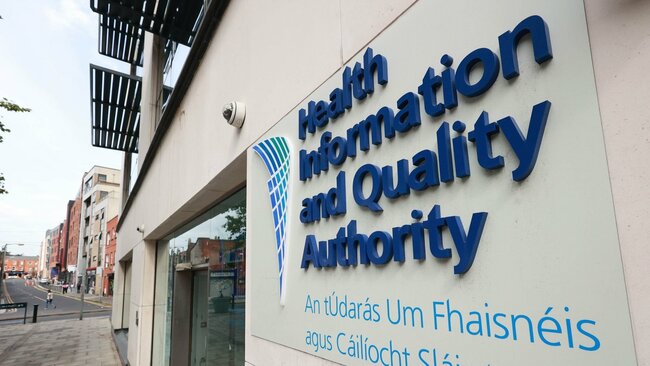 Health
Information
and Quality
Authority
An tÚdarás Um Fhaisnéis
agus Cáilíocht